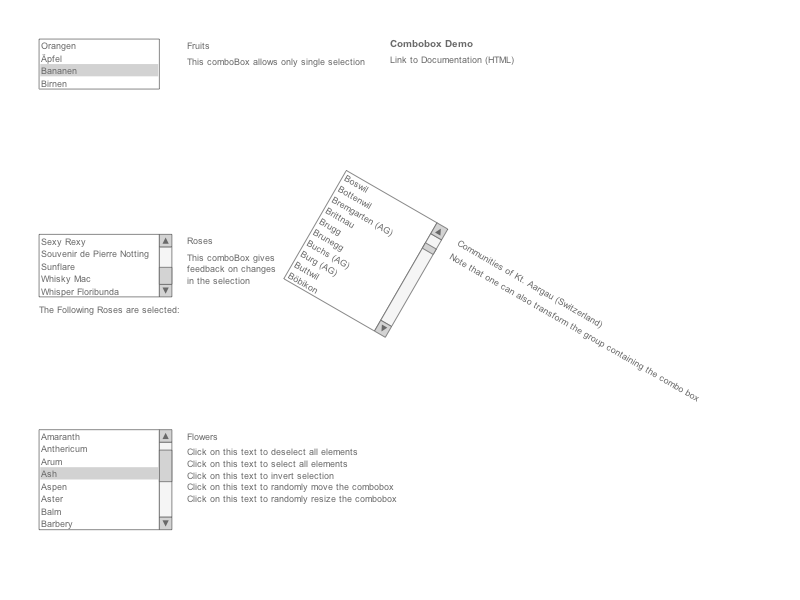 Orangen
Äpfel
Bananen
Birnen
Fruits
This comboBox allows only single selection
Combobox Demo
Link to Documentation (HTML)
Boswil
Bottenwil
Bremgarten (AG)
Brittnau
Brugg
Brunegg
Buchs (AG)
Burg (AG)
Buttwil
Böbikon
Communities of Kt. Aargau (Switzerland)
Note that one can also transform the group containing the combo box
Sexy Rexy
Souvenir de Pierre Notting
Sunflare
Whisky Mac
Whisper Floribunda
Roses
This comboBox gives
feedback on changes
in the selection
The Following Roses are selected:
Amaranth
Anthericum
Arum
Ash
Aspen
Aster
Balm
Barbery
Flowers
Click on this text to deselect all elements
Click on this text to select all elements
Click on this text to invert selection
Click on this text to randomly move the combobox
Click on this text to randomly resize the combobox